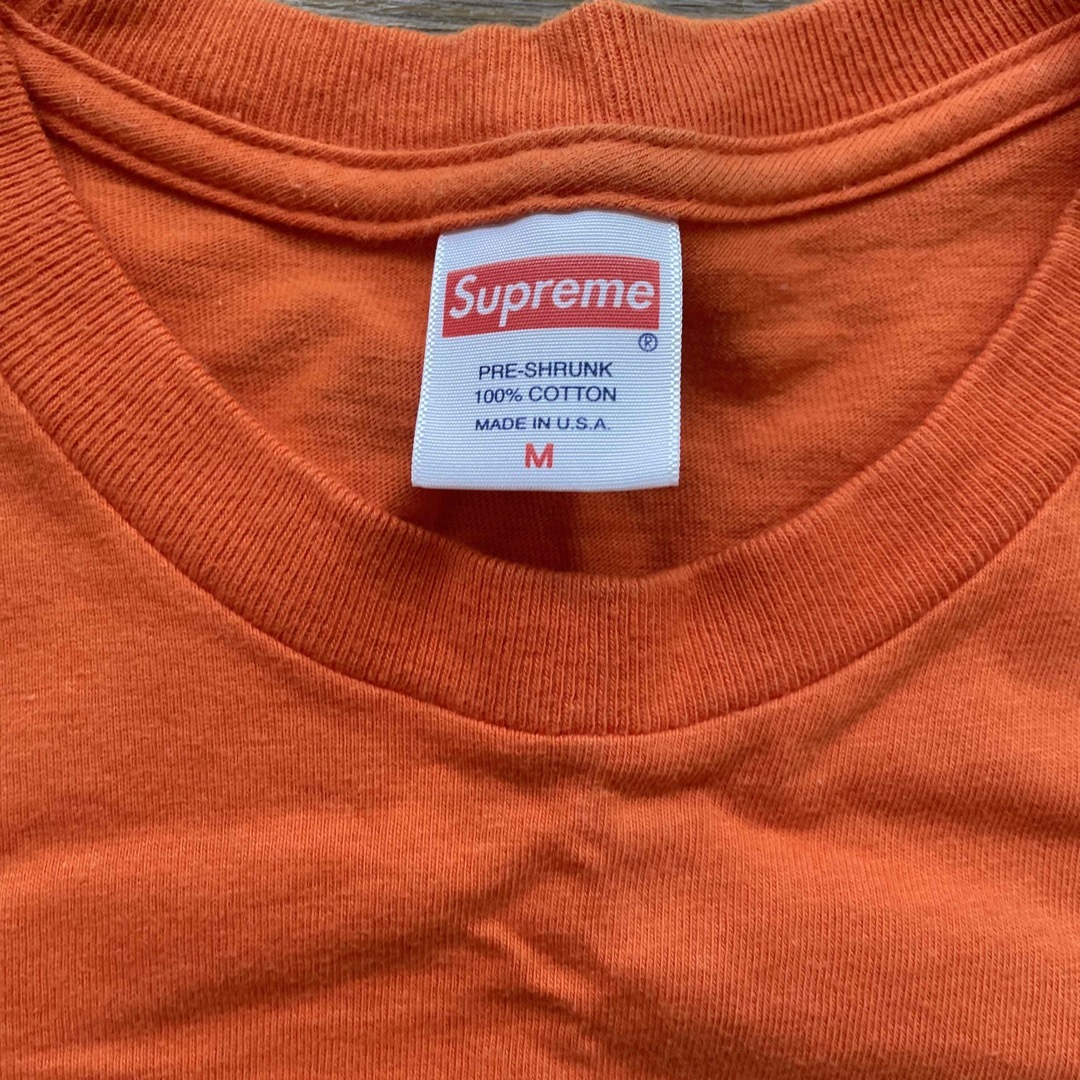 Supreme
®
PRE-SHRUNK
100% COTTON
MADE IN U.S.A.
M